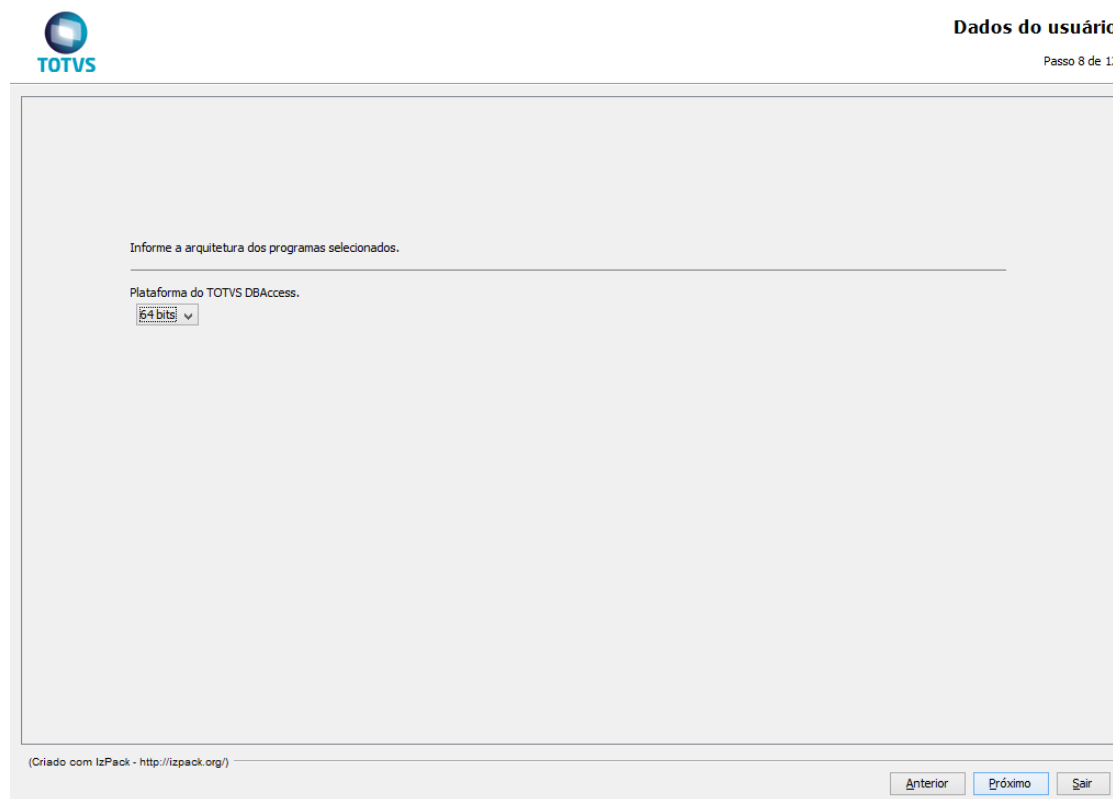 TOTVS
Dados do usuário
Passo 8 de
Informe a arquitetura dos programas selecionados.
Plataforma do TOTVS DBAccess.
64 bits
(Criado com IzPack - http://izpack.org/)
Anterior
Próximo
Sair